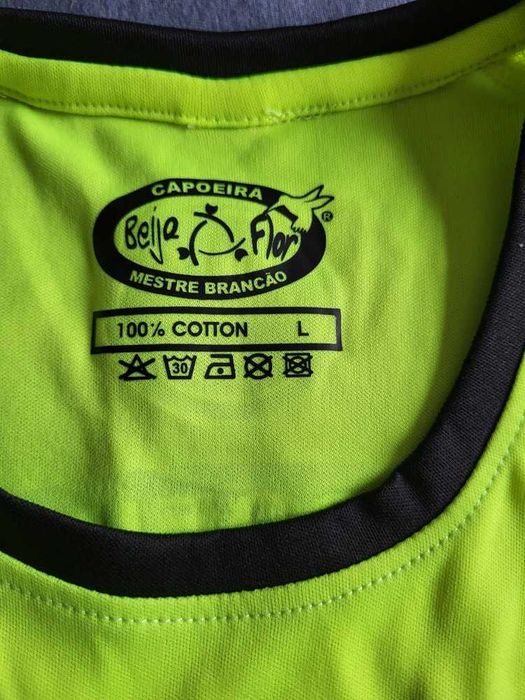 CAPOEIRA
Beija Flor ®
MESTRE BRANCÃO
100% COTTON L
30